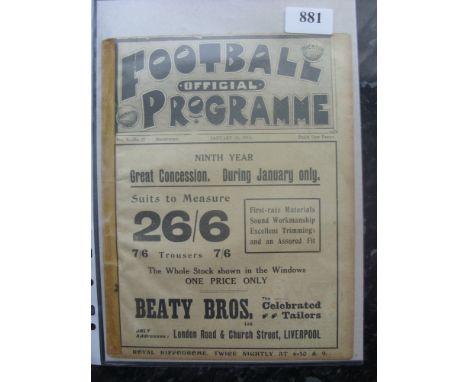 881
FOOTBALL
OFFICIAL
PROGRAMME
JANUARY
NINTH YEAR
Great Concession. During January only.
Suits to Measure
26/6
7/6 Trousers 7/6
First-rate Materials
Sound Workmanship
Excellent Trimmings
and an Assured Fit
The Whole Stock shown in the Windows
ONE PRICE ONLY
BEATY BROS. Ltd
The Celebrated
Tailors
ONLY
ADDRESSES: London Road & Church Street, LIVERPOOL
ROYAL HIPPODROME. TWICE NIGHTLY AT 6-50 & 9.